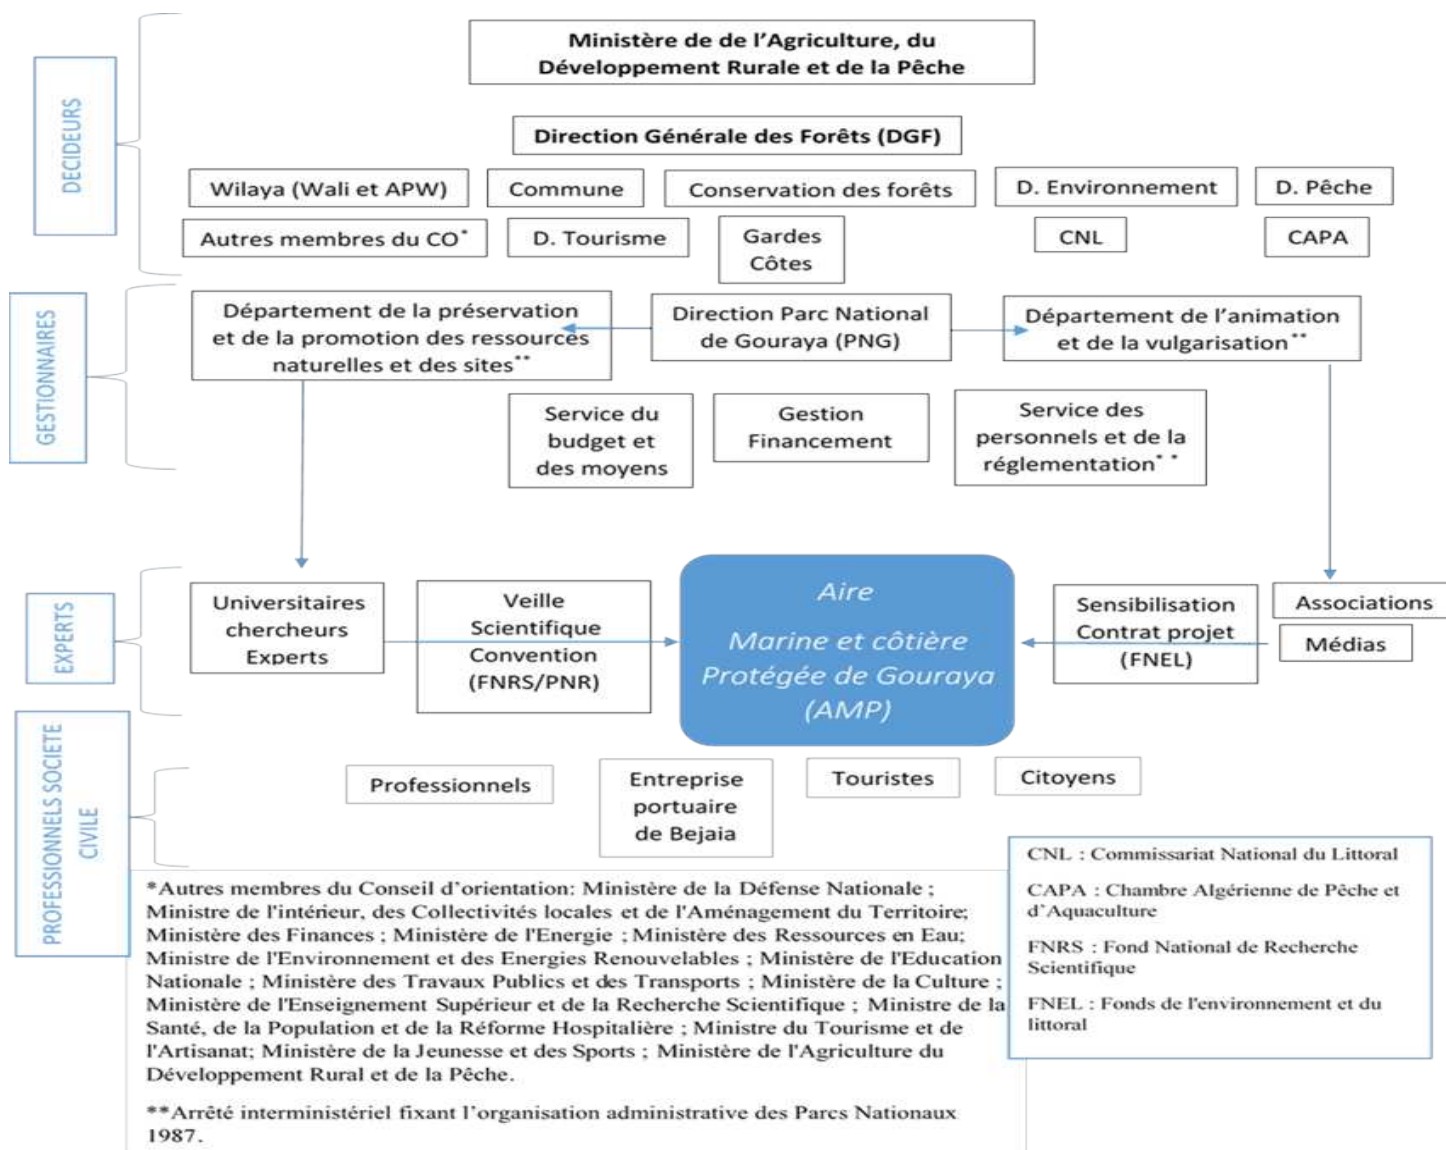 DECIDEURS
Ministère de de l’Agriculture, du
Développement Rurale et de la Pêche
Direction Générale des Forêts (DGF)
Wilaya (Wali et APW)
Commune
Conservation des forêts
D. Environnement
D. Pêche
Autres membres du CO*
D. Tourisme
Gardes
Côtes
CNL
CAPA
GESTIONNAIRES
Département de la préservation
et de la promotion des ressources
naturelles et des sites**
Direction Parc National
de Gouraya (PNG)
Département de l’animation
et de la vulgarisation**
Service du
budget et
des moyens
Gestion
Financement
Service des
personnels et de la
réglementation* *
EXPERTS
Universitaires
chercheurs
Experts
Veille
Scientifique
Convention
(FNRS/PNR)
Aire
Marine et côtière
Protégée de Gouraya
(AMP)
Sensibilisation
Contrat projet
(FNEL)
Associations
Médias
PROFESSIONNELS SOCIETE
CIVILE
Professionnels
Entreprise
portuaire
de Bejaia
Touristes
Citoyens
*Autres membres du Conseil d’orientation: Ministère de la Défense Nationale ;
Ministre de l'intérieur, des Collectivités locales et de l'Aménagement du Territoire;
Ministère des Finances ; Ministère de l'Energie ; Ministère des Ressources en Eau;
Ministre de l'Environnement et des Energies Renouvelables ; Ministère de l'Education
Nationale ; Ministère des Travaux Publics et des Transports ; Ministère de la Culture ;
Ministère de l'Enseignement Supérieur et de la Recherche Scientifique ; Ministre de la
Santé, de la Population et de la Réforme Hospitalière ; Ministre du Tourisme et de
l'Artisanat; Ministère de la Jeunesse et des Sports ; Ministère de l'Agriculture du
Développement Rural et de la Pêche.
**Arrêté interministériel fixant l’organisation administrative des Parcs Nationaux
1987.
CNL : Commissariat National du Littoral
CAPA : Chambre Algérienne de Pêche et
d’Aquaculture
FNRS : Fond National de Recherche
Scientifique
FNEL : Fonds de l'environnement et du
littoral